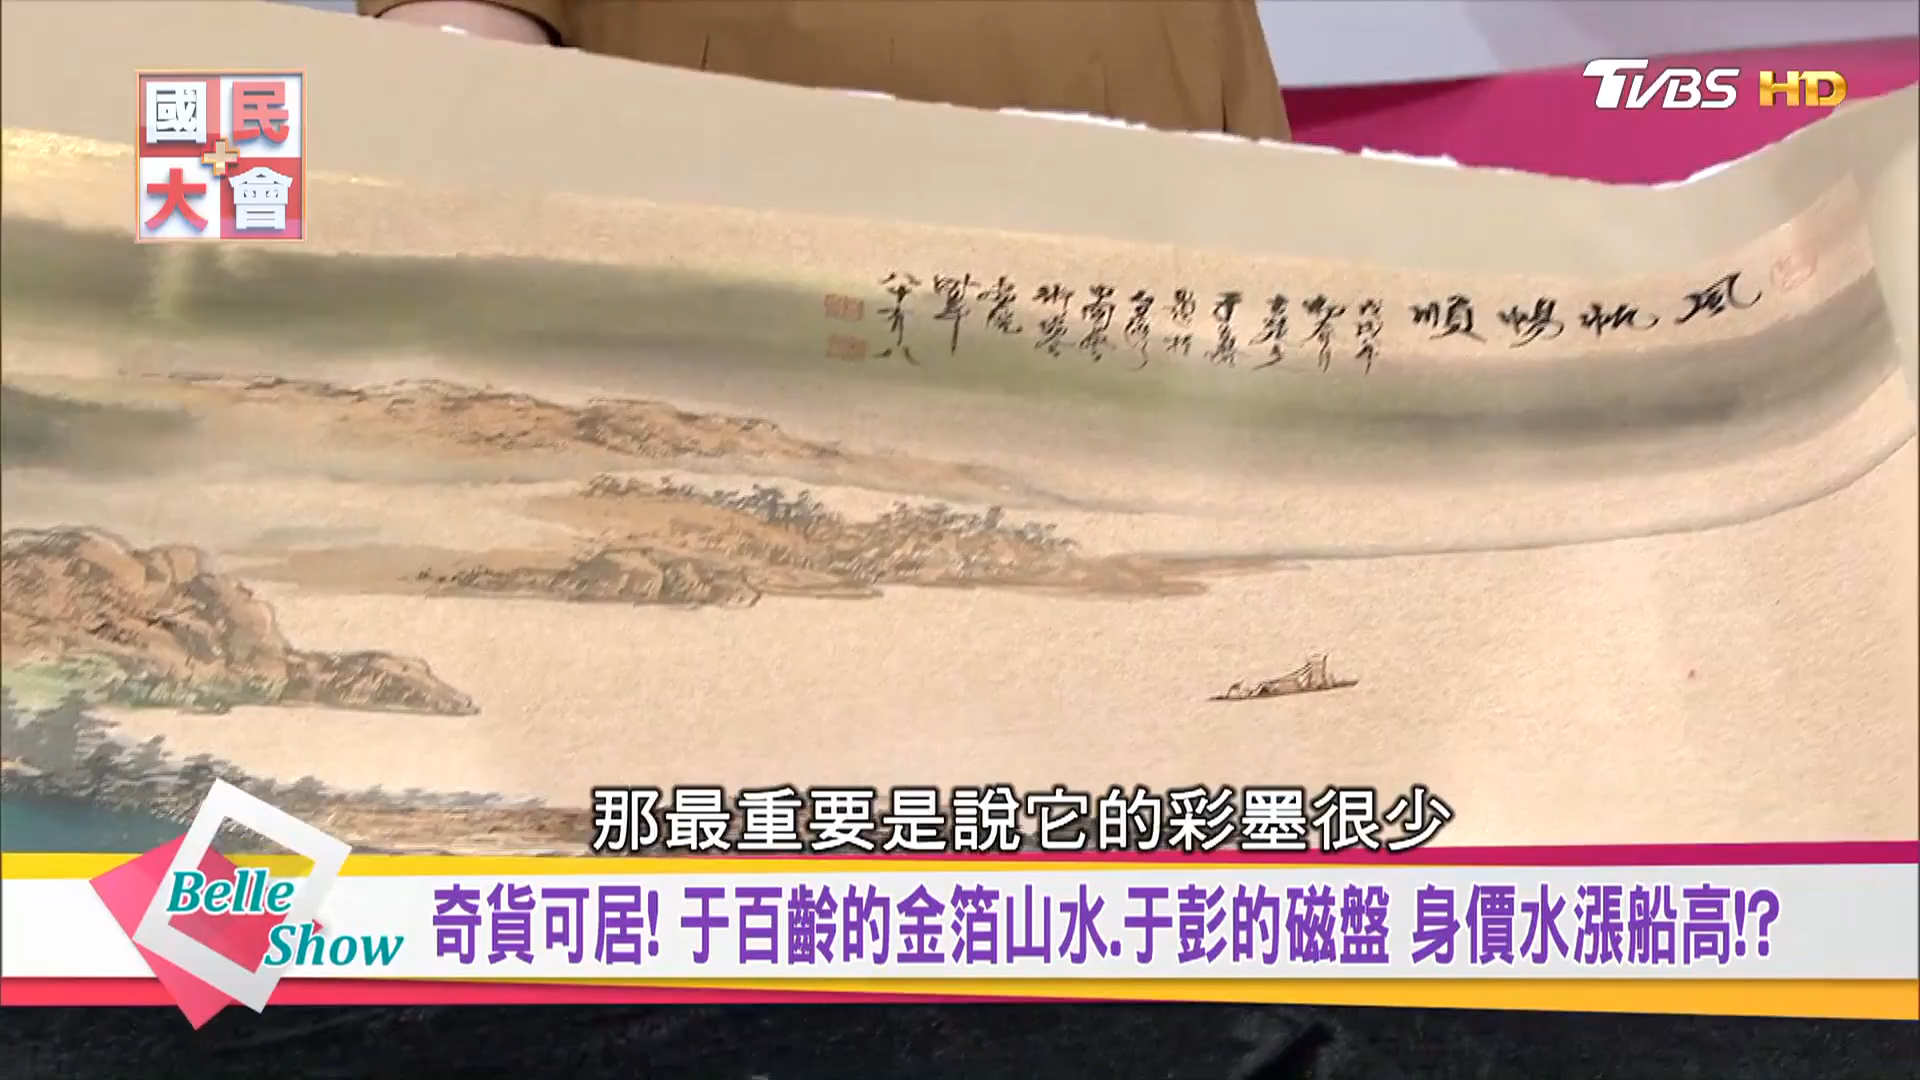 國民
大會
TVBS HD
風帆暢順
那最重要是說它的彩墨很少
Belle
Show
奇貨可居! 于百齡的金箔山水.于彭的磁盤 身價水漲船高!?